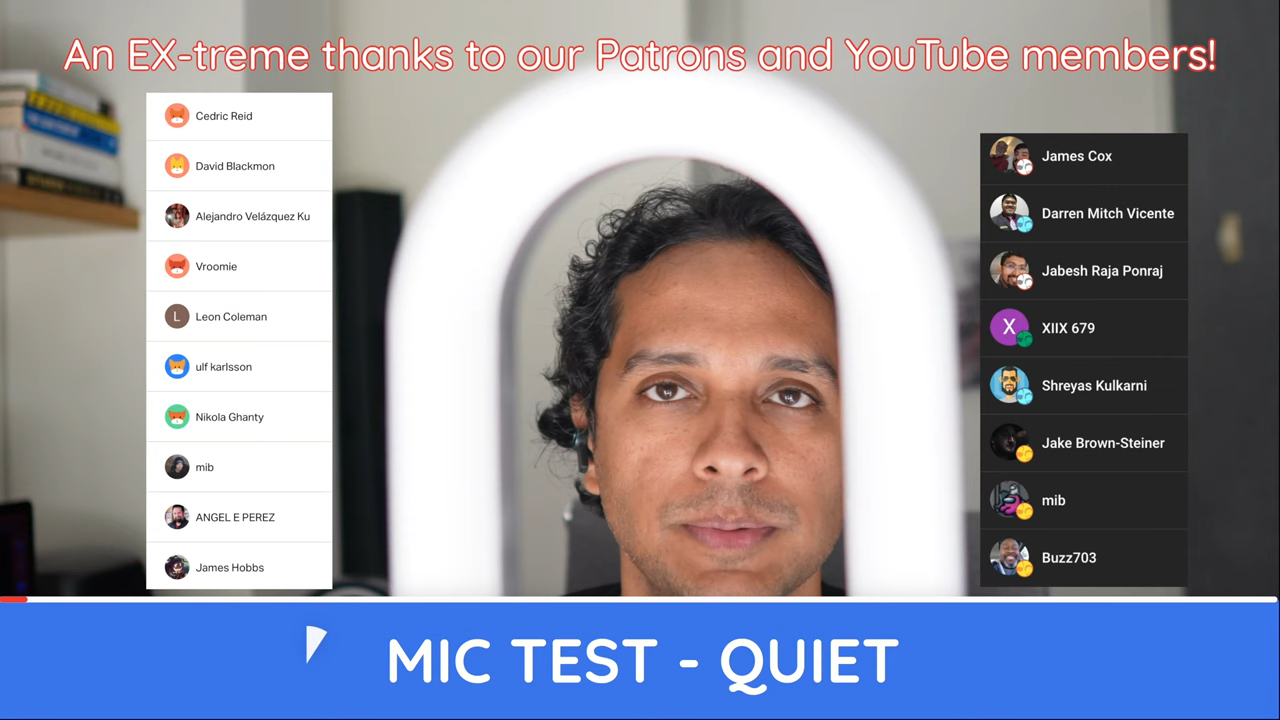 An EX-treme thanks to our Patrons and YouTube members!
Cedric Reid
David Blackmon
Alejandro Velázquez Ku
Vroomie
L
Leon Coleman
ulf karlsson
Nikola Ghanty
mib
ANGEL E PEREZ
James Hobbs
James Cox
Darren Mitch Vicente
Jabesh Raja Ponraj
X
XIIX 679
Shreyas Kulkarni
Jake Brown-Steiner
mib
Buzz703
MIC TEST - QUIET